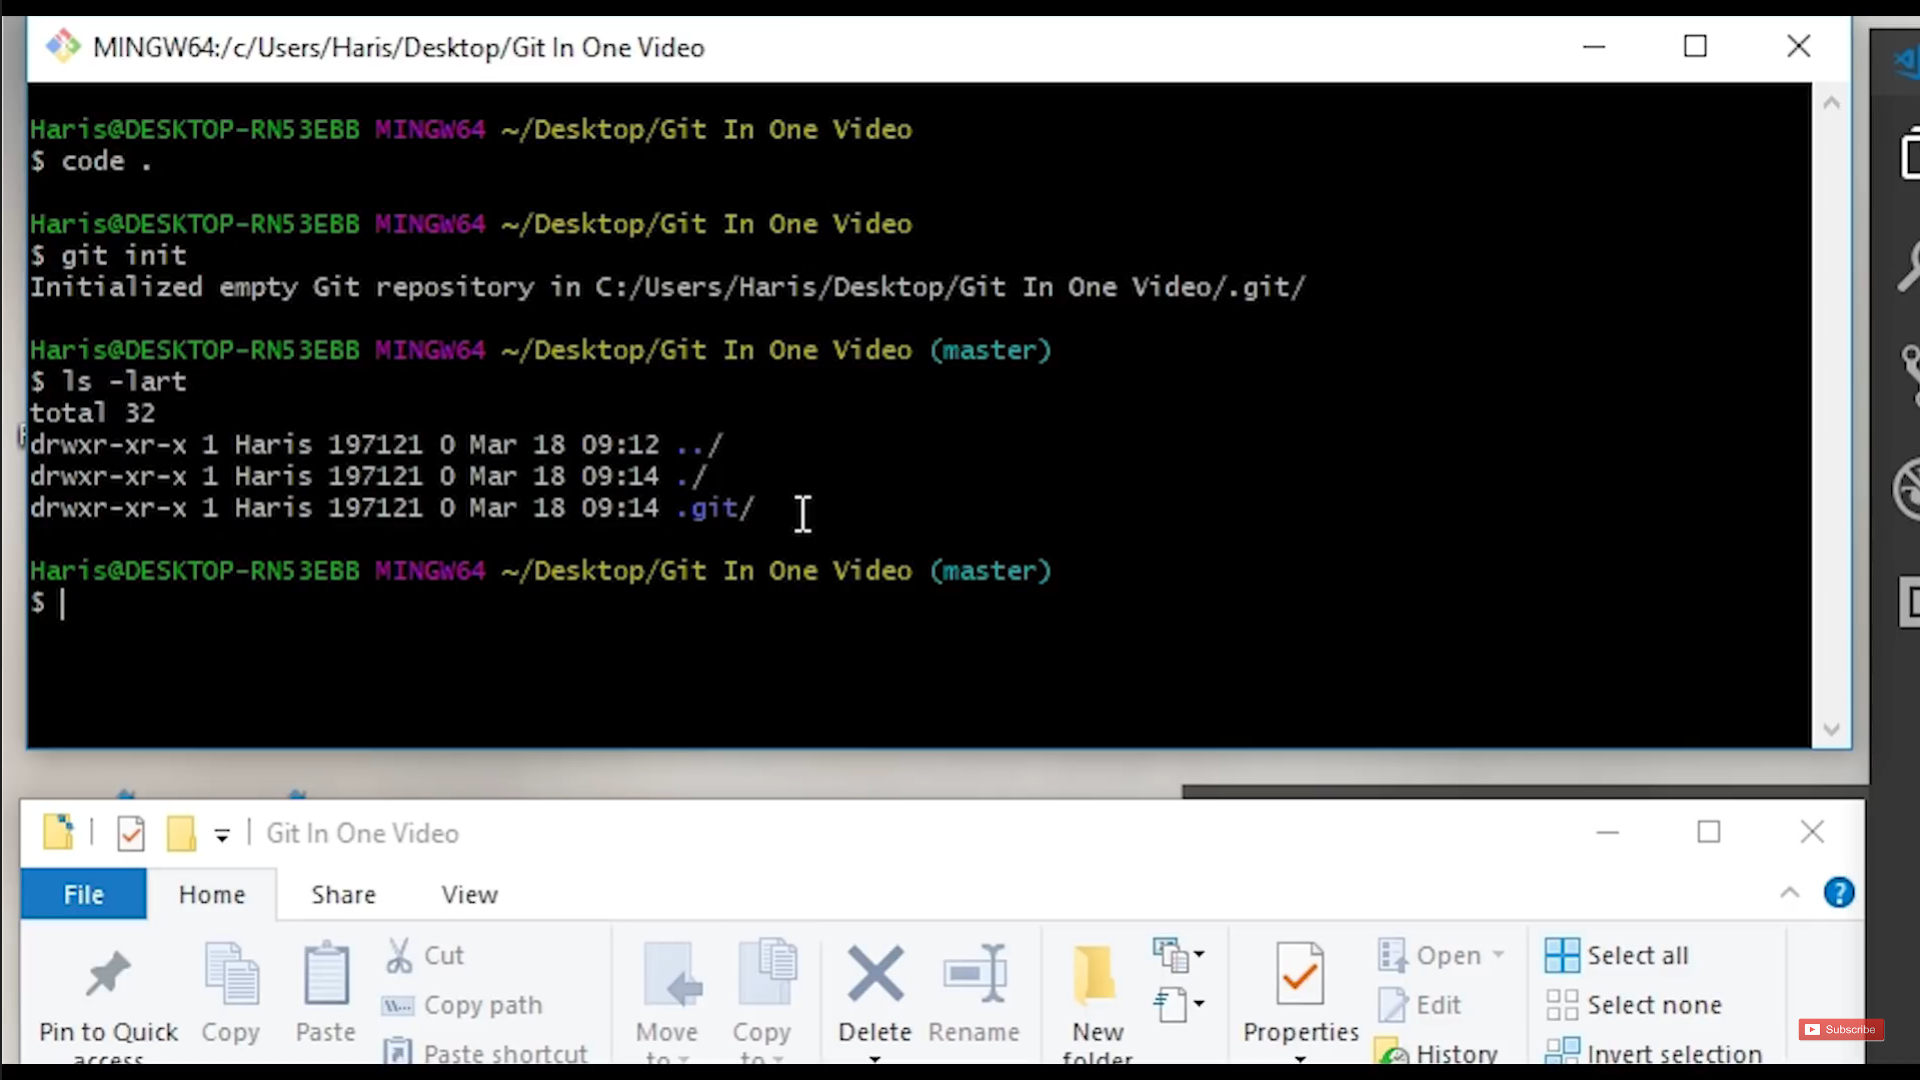 MINGW64:/c/Users/Haris/Desktop/Git In One Video
Haris@DESKTOP-RN53EBB MINGW64 ~/Desktop/Git In One Video
$ code .
Haris@DESKTOP-RN53EBB MINGW64 ~/Desktop/Git In One Video
$ git init
Initialized empty Git repository in C:/Users/Haris/Desktop/Git In One Video/.git/
Haris@DESKTOP-RN53EBB MINGW64 ~/Desktop/Git In One Video (master)
$ ls -lart
total 32
drwxr-xr-x 1 Haris 197121 0 Mar 18 09:12 ../
drwxr-xr-x 1 Haris 197121 0 Mar 18 09:14 ./
drwxr-xr-x 1 Haris 197121 0 Mar 18 09:14 .git/
Haris@DESKTOP-RN53EBB MINGW64 ~/Desktop/Git In One Video (master)
$
Git In One Video
File Home Share View
Pin to Quick access
Copy
Paste
Cut
Copy path
Paste shortcut
Move to
Copy to
Delete
Rename
New folder
Properties
Open
Edit
History
Select all
Select none
Invert selection
Subscribe